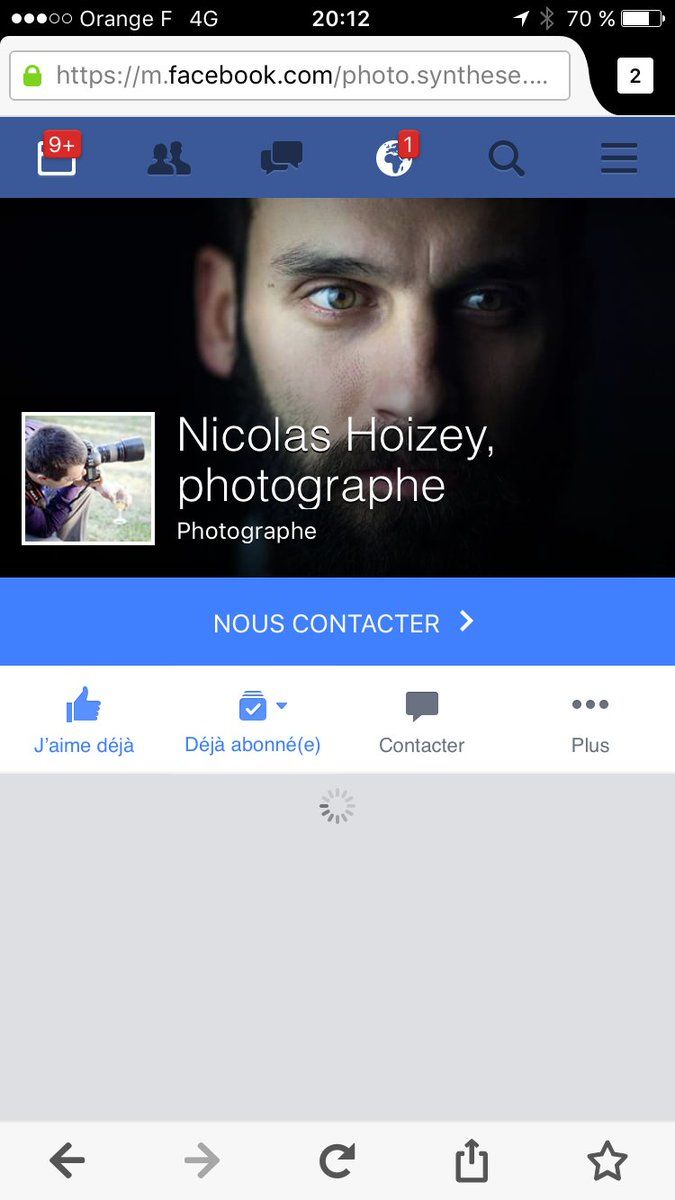 Orange F 4G 20:12 70 %
https://m.facebook.com/photo.synthese....
2
9+ 1
Nicolas Hoizey,
photographe
Photographe
NOUS CONTACTER
J’aime déjà Déjà abonné(e) Contacter Plus